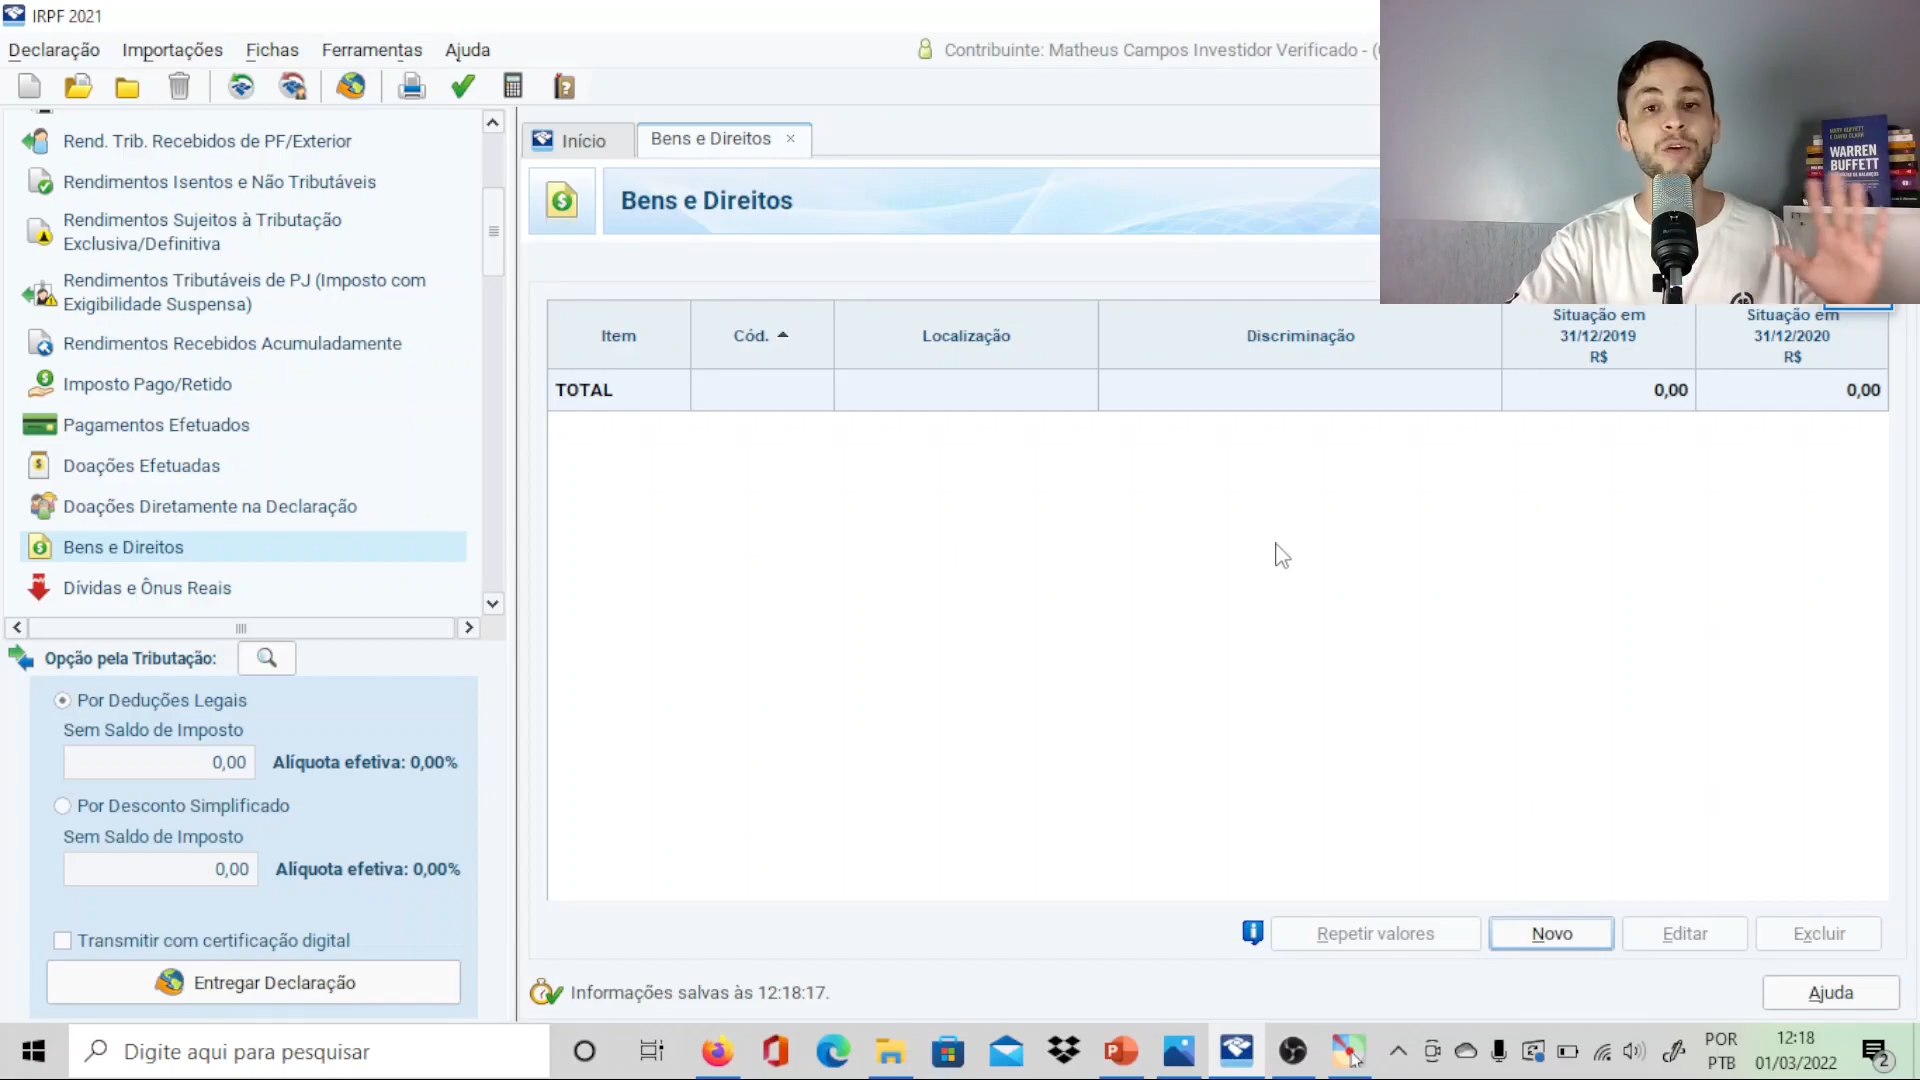 IRPF 2021
Declaração Importações Fichas Ferramentas Ajuda
Contribuinte: Matheus Campos Investidor Verificado - (
Rend. Trib. Recebidos de PF/Exterior
Rendimentos Isentos e Não Tributáveis
Rendimentos Sujeitos à Tributação
Exclusiva/Definitiva
Rendimentos Tributáveis de PJ (Imposto com
Exigibilidade Suspensa)
Rendimentos Recebidos Acumuladamente
Imposto Pago/Retido
Pagamentos Efetuados
Doações Efetuadas
Doações Diretamente na Declaração
Bens e Direitos
Dívidas e Ônus Reais
Opção pela Tributação:
Por Deduções Legais
Sem Saldo de Imposto
0,00 Alíquota efetiva: 0,00%
Por Desconto Simplificado
Sem Saldo de Imposto
0,00 Alíquota efetiva: 0,00%
Transmitir com certificação digital
Entregar Declaração
Início
Bens e Direitos
Bens e Direitos
MARY BUFFETT
E DAVID CLARK
WARREN
BUFFETT
Item
Cód.
Localização
Discriminação
Situação em
31/12/2019
R$
Situação em
31/12/2020
R$
TOTAL 0,00 0,00
Repetir valores
Novo
Editar
Excluir
Informações salvas às 12:18:17.
Ajuda
Digite aqui para pesquisar
POR
PTB
12:18
01/03/2022
2